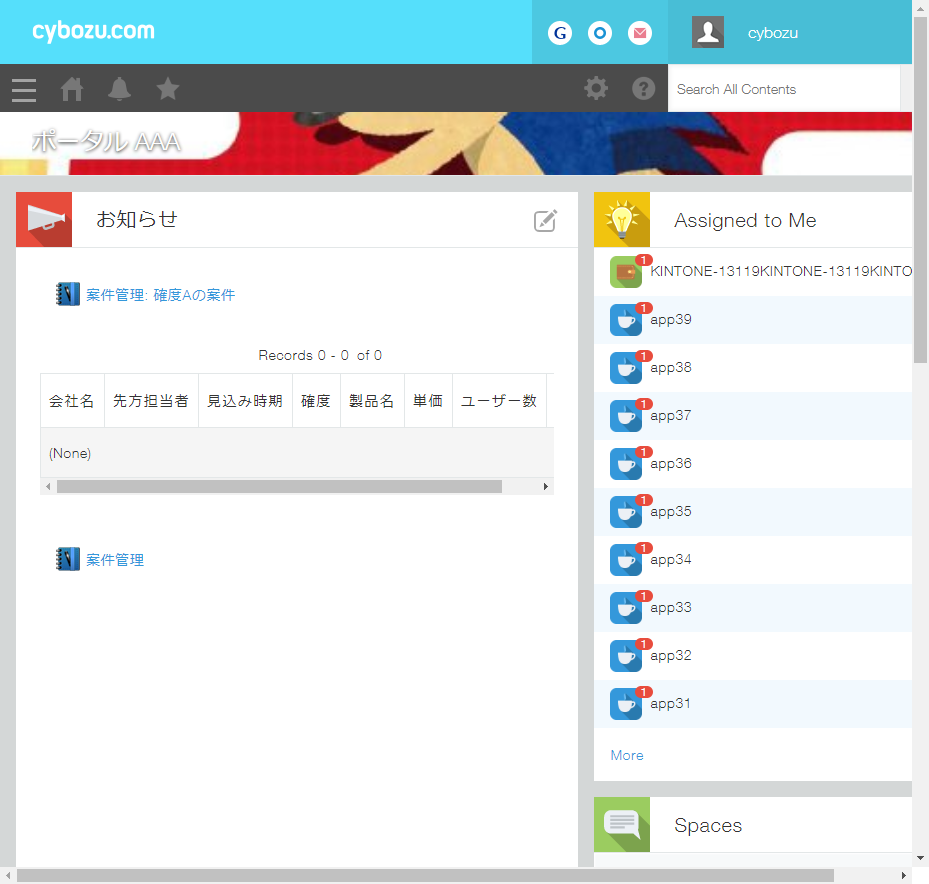 cybozu.com
G
cybozu
Search All Contents
ポータル AAA
お知らせ
案件管理: 確度Aの案件
Records 0 - 0 of 0
会社名 先方担当者 見込み時期 確度 製品名 単価 ユーザー数
(None)
案件管理
Assigned to Me
1
KINTONE-13119KINTONE-13119KINTO
1
app39
1
app38
1
app37
1
app36
1
app35
1
app34
1
app33
1
app32
1
app31
More
Spaces